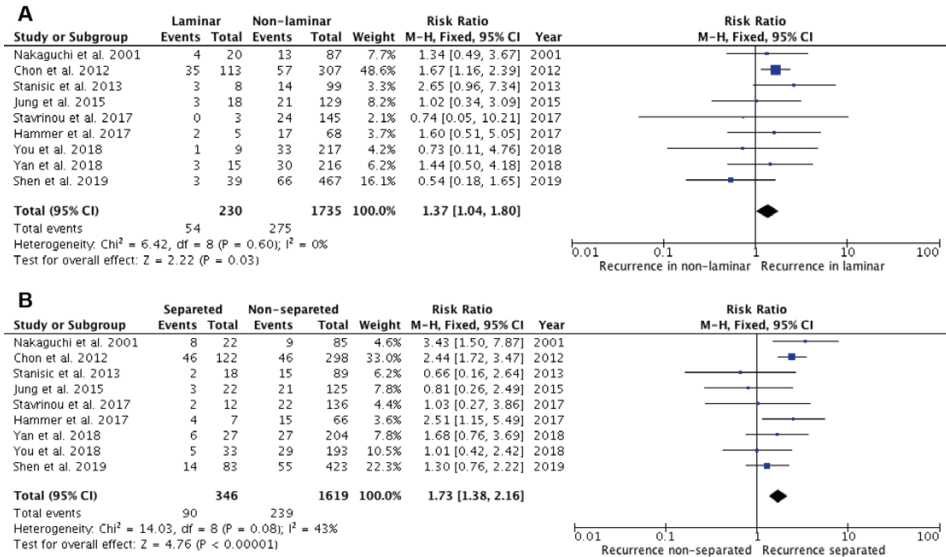 A
Laminar Non-laminar Risk Ratio Risk Ratio
Study or Subgroup Events Total Events Total Weight M-H, Fixed, 95% CI Year M-H, Fixed, 95% CI
Nakaguchi et al. 2001 4 20 13 87 7.7% 1.34 [0.49, 3.67] 2001
Chon et al. 2012 35 113 57 307 48.6% 1.67 [1.16, 2.39] 2012
Stanisic et al. 2013 3 8 14 99 3.3% 2.65 [0.96, 7.34] 2013
Jung et al. 2015 3 18 21 129 8.2% 1.02 [0.34, 3.09] 2015
Stavrinou et al. 2017 0 3 24 145 1.7% 0.74 [0.05, 10.21] 2017
Hammer et al. 2017 2 5 17 68 3.7% 1.60 [0.51, 5.05] 2017
You et al. 2018 1 9 33 217 4.2% 0.73 [0.11, 4.76] 2018
Yan et al. 2018 3 15 30 216 6.2% 1.44 [0.50, 4.18] 2018
Shen et al. 2019 3 39 66 467 16.1% 0.54 [0.18, 1.65] 2019
Total (95% CI) 230 1735 100.0% 1.37 [1.04, 1.80]
Total events 54 275
Heterogeneity: Chi² = 6.42, df = 8 (P = 0.60); I² = 0%
Test for overall effect: Z = 2.22 (P = 0.03)
0.01 0.1 1 10 100
Recurrence in non-laminar Recurrence in laminar
B
Separeted Non-separeted Risk Ratio Risk Ratio
Study or Subgroup Events Total Events Total Weight M-H, Fixed, 95% CI Year M-H, Fixed, 95% CI
Nakaguchi et al. 2001 8 22 9 85 4.6% 3.43 [1.50, 7.87] 2001
Chon et al. 2012 46 122 46 298 33.0% 2.44 [1.72, 3.47] 2012
Stanisic et al. 2013 2 18 15 89 6.2% 0.66 [0.16, 2.64] 2013
Jung et al. 2015 3 22 21 125 7.8% 0.81 [0.26, 2.49] 2015
Stavrinou et al. 2017 2 12 22 136 4.4% 1.03 [0.27, 3.86] 2017
Hammer et al. 2017 4 7 15 66 3.6% 2.51 [1.15, 5.49] 2017
Yan et al. 2018 6 27 27 204 7.8% 1.68 [0.76, 3.69] 2018
You et al. 2018 5 33 29 193 10.5% 1.01 [0.42, 2.42] 2018
Shen et al. 2019 14 83 55 423 22.3% 1.30 [0.76, 2.22] 2019
Total (95% CI) 346 1619 100.0% 1.73 [1.38, 2.16]
Total events 90 239
Heterogeneity: Chi² = 14.03, df = 8 (P = 0.08); I² = 43%
Test for overall effect: Z = 4.76 (P < 0.00001)
0.01 0.1 1 10 100
Recurrence non-separated Recurrence separated